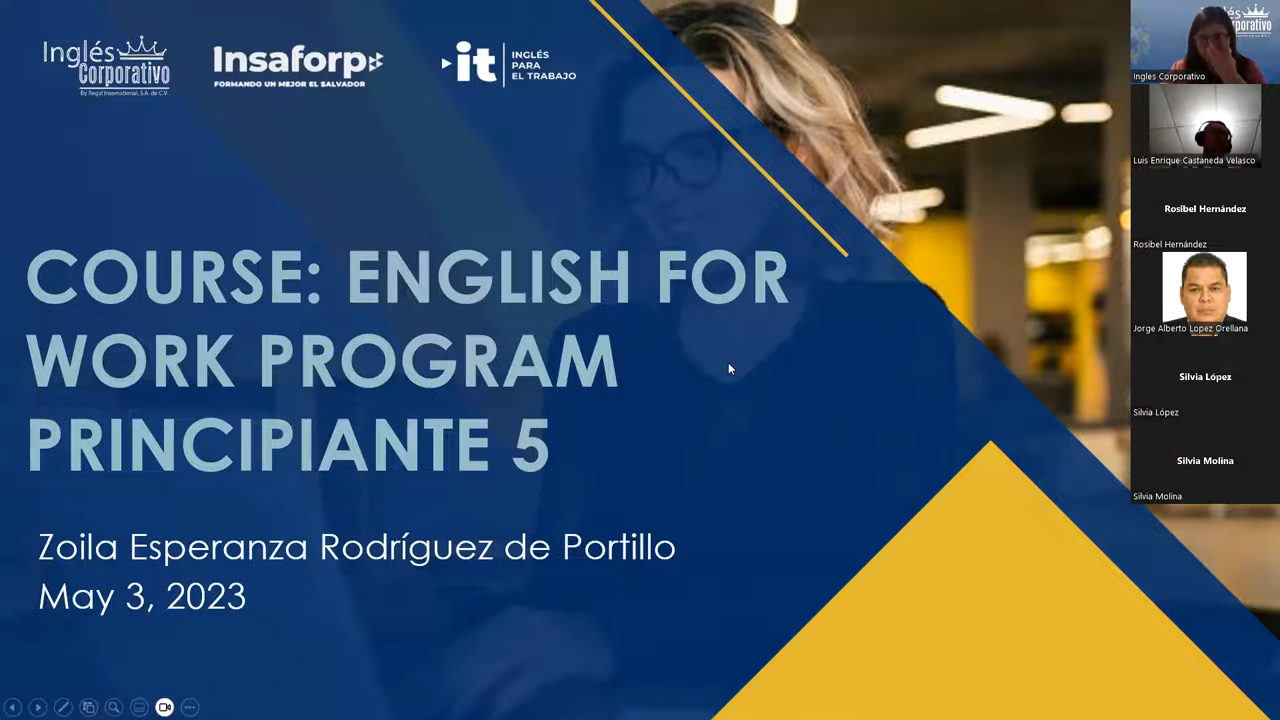 Inglés
Corporativo
By Regist International, S.A. de C.V.
Insaforp
FORMANDO UN MEJOR EL SALVADOR
it
INGLÉS
PARA
EL TRABAJO
COURSE: ENGLISH FOR
WORK PROGRAM
PRINCIPIANTE 5
Zoila Esperanza Rodríguez de Portillo
May 3, 2023
Ingles Corporativo
Luis Enrique Castaneda Velasco
Rosibel Hernández
Rosibel Hernández
Jorge Alberto Lopez Orellana
Silvia López
Silvia López
Silvia Molina
Silvia Molina